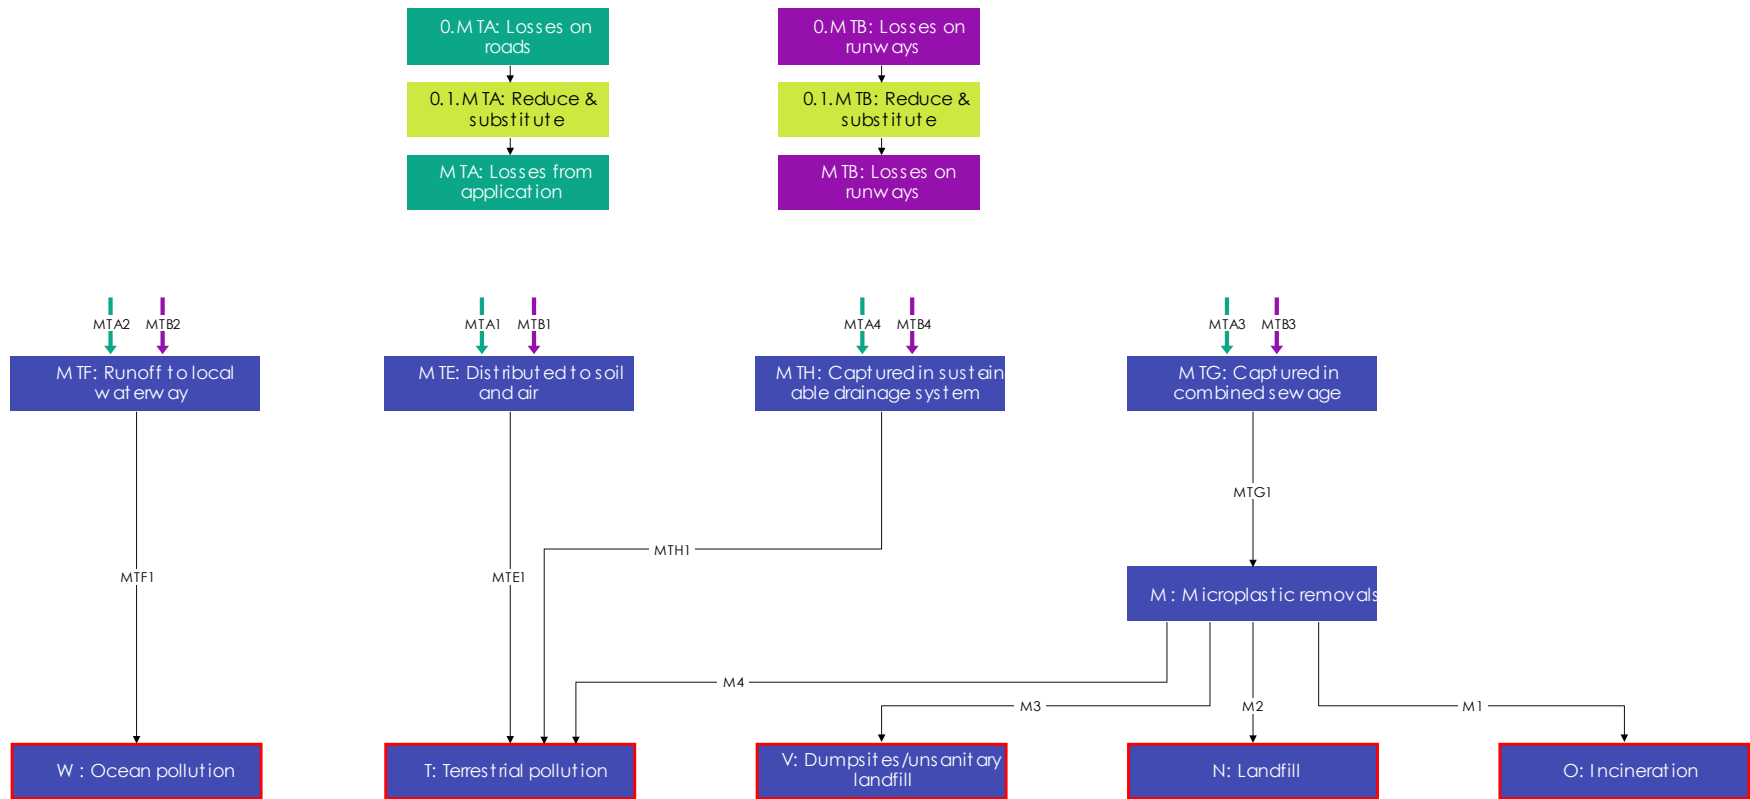 0.MTA: Losses on
roads
0.MTB: Losses on
runways
0.1.MTA: Reduce &
substitute
0.1.MTB: Reduce &
substitute
MTA: Losses from
application
MTB: Losses on
runways
MTA2
MTB2
MTA1
MTB1
MTA4
MTB4
MTA3
MTB3
MTF: Runoff to local
waterway
MTE: Distributed to soil
and air
MTH: Captured in sustain
able drainage system
MTG: Captured in
combined sewage
MTG1
MTH1
MTF1
MTE1
M: Microplastic removals
M4
M3
M2
M1
W: Ocean pollution
T: Terrestrial pollution
V: Dumpsites/unsanitary
landfill
N: Landfill
O: Incineration